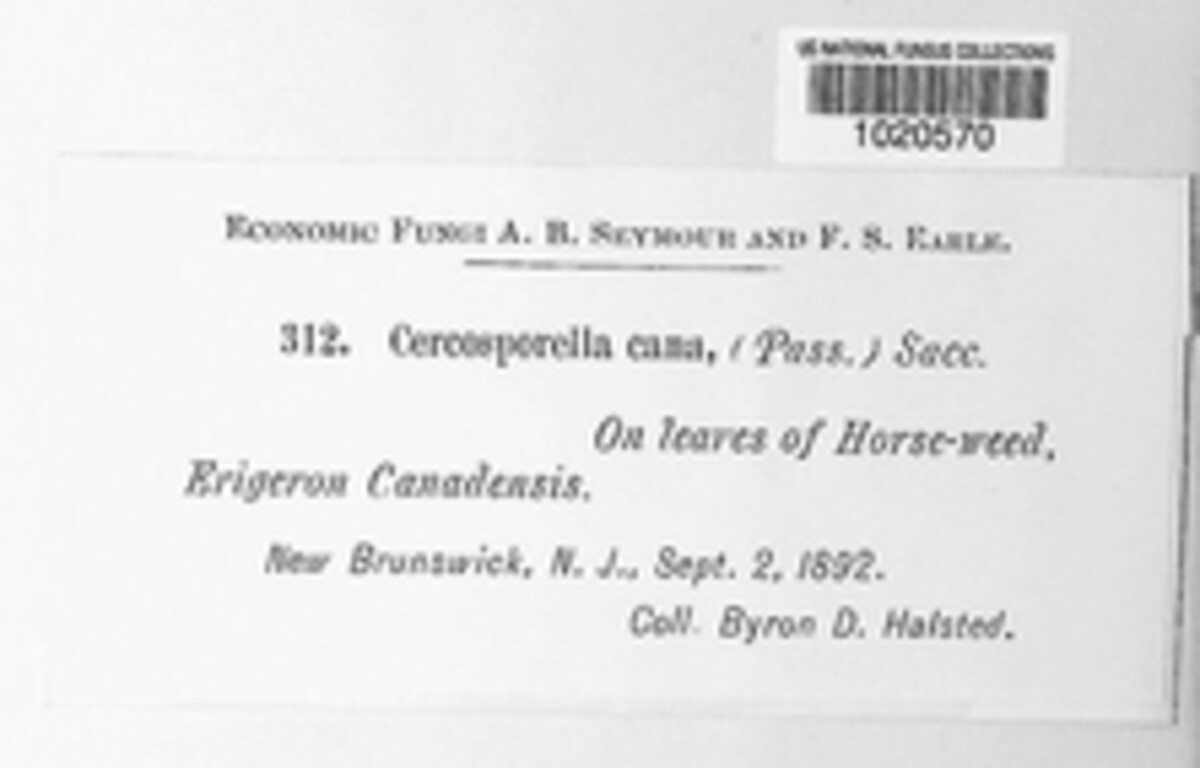 US NATIONAL FUNGUS COLLECTIONS
1020570
Economic Fungi A. B. Seymour and F. S. Earle.
312. Cercosporella cana, (Pass.) Sacc.
On leaves of Horse-weed,
Erigeron Canadensis.
New Brunswick, N. J., Sept. 2, 1892.
Coll. Byron D. Halsted.